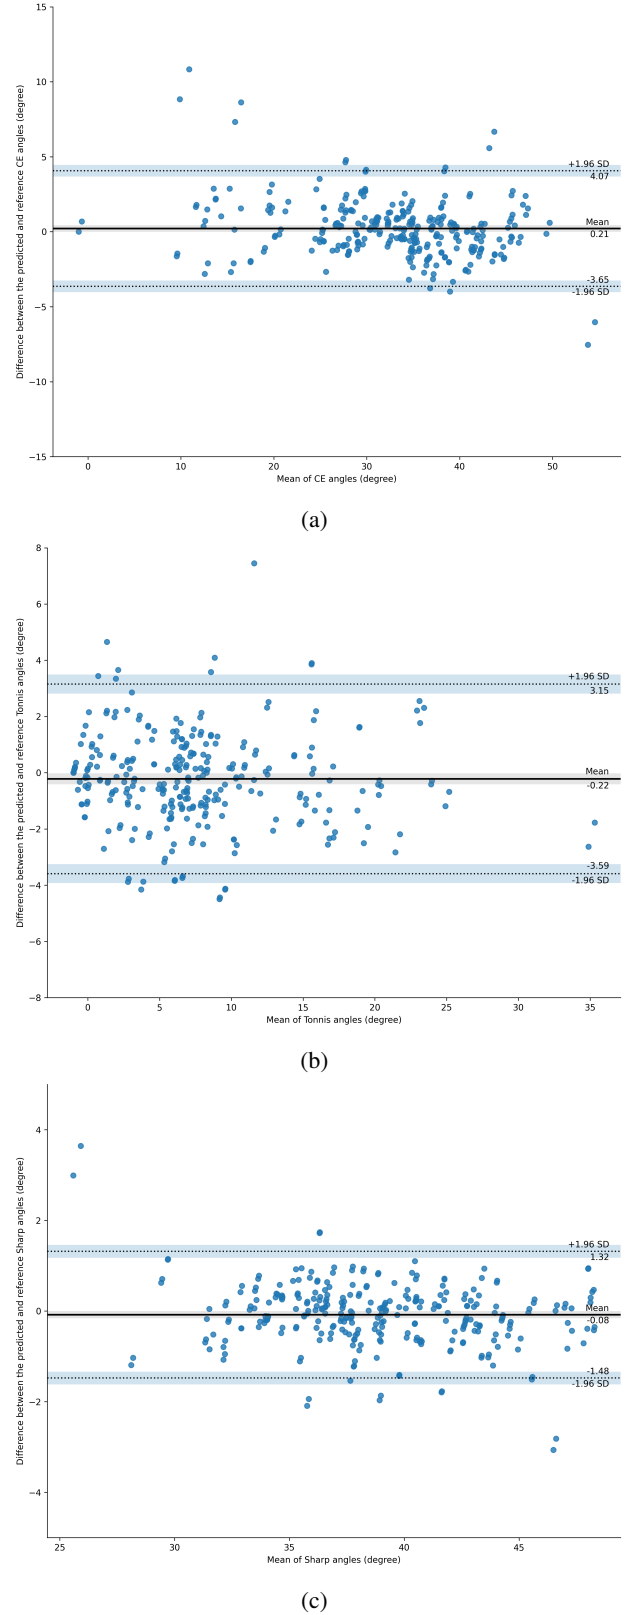 15
10
5
0
−5
−10
−15
Difference between the predicted and reference CE angles (degree)
+1.96 SD
4.07
Mean
0.21
-3.65
-1.96 SD
0 10 20 30 40 50
Mean of CE angles (degree)
(a)
8
6
4
2
0
−2
−4
−6
−8
Difference between the predicted and reference Tonnis angles (degree)
+1.96 SD
3.15
Mean
-0.22
-3.59
-1.96 SD
0 5 10 15 20 25 30 35
Mean of Tonnis angles (degree)
(b)
4
2
0
−2
−4
Difference between the predicted and reference Sharp angles (degree)
+1.96 SD
1.32
Mean
-0.08
-1.48
-1.96 SD
25 30 35 40 45
Mean of Sharp angles (degree)
(c)